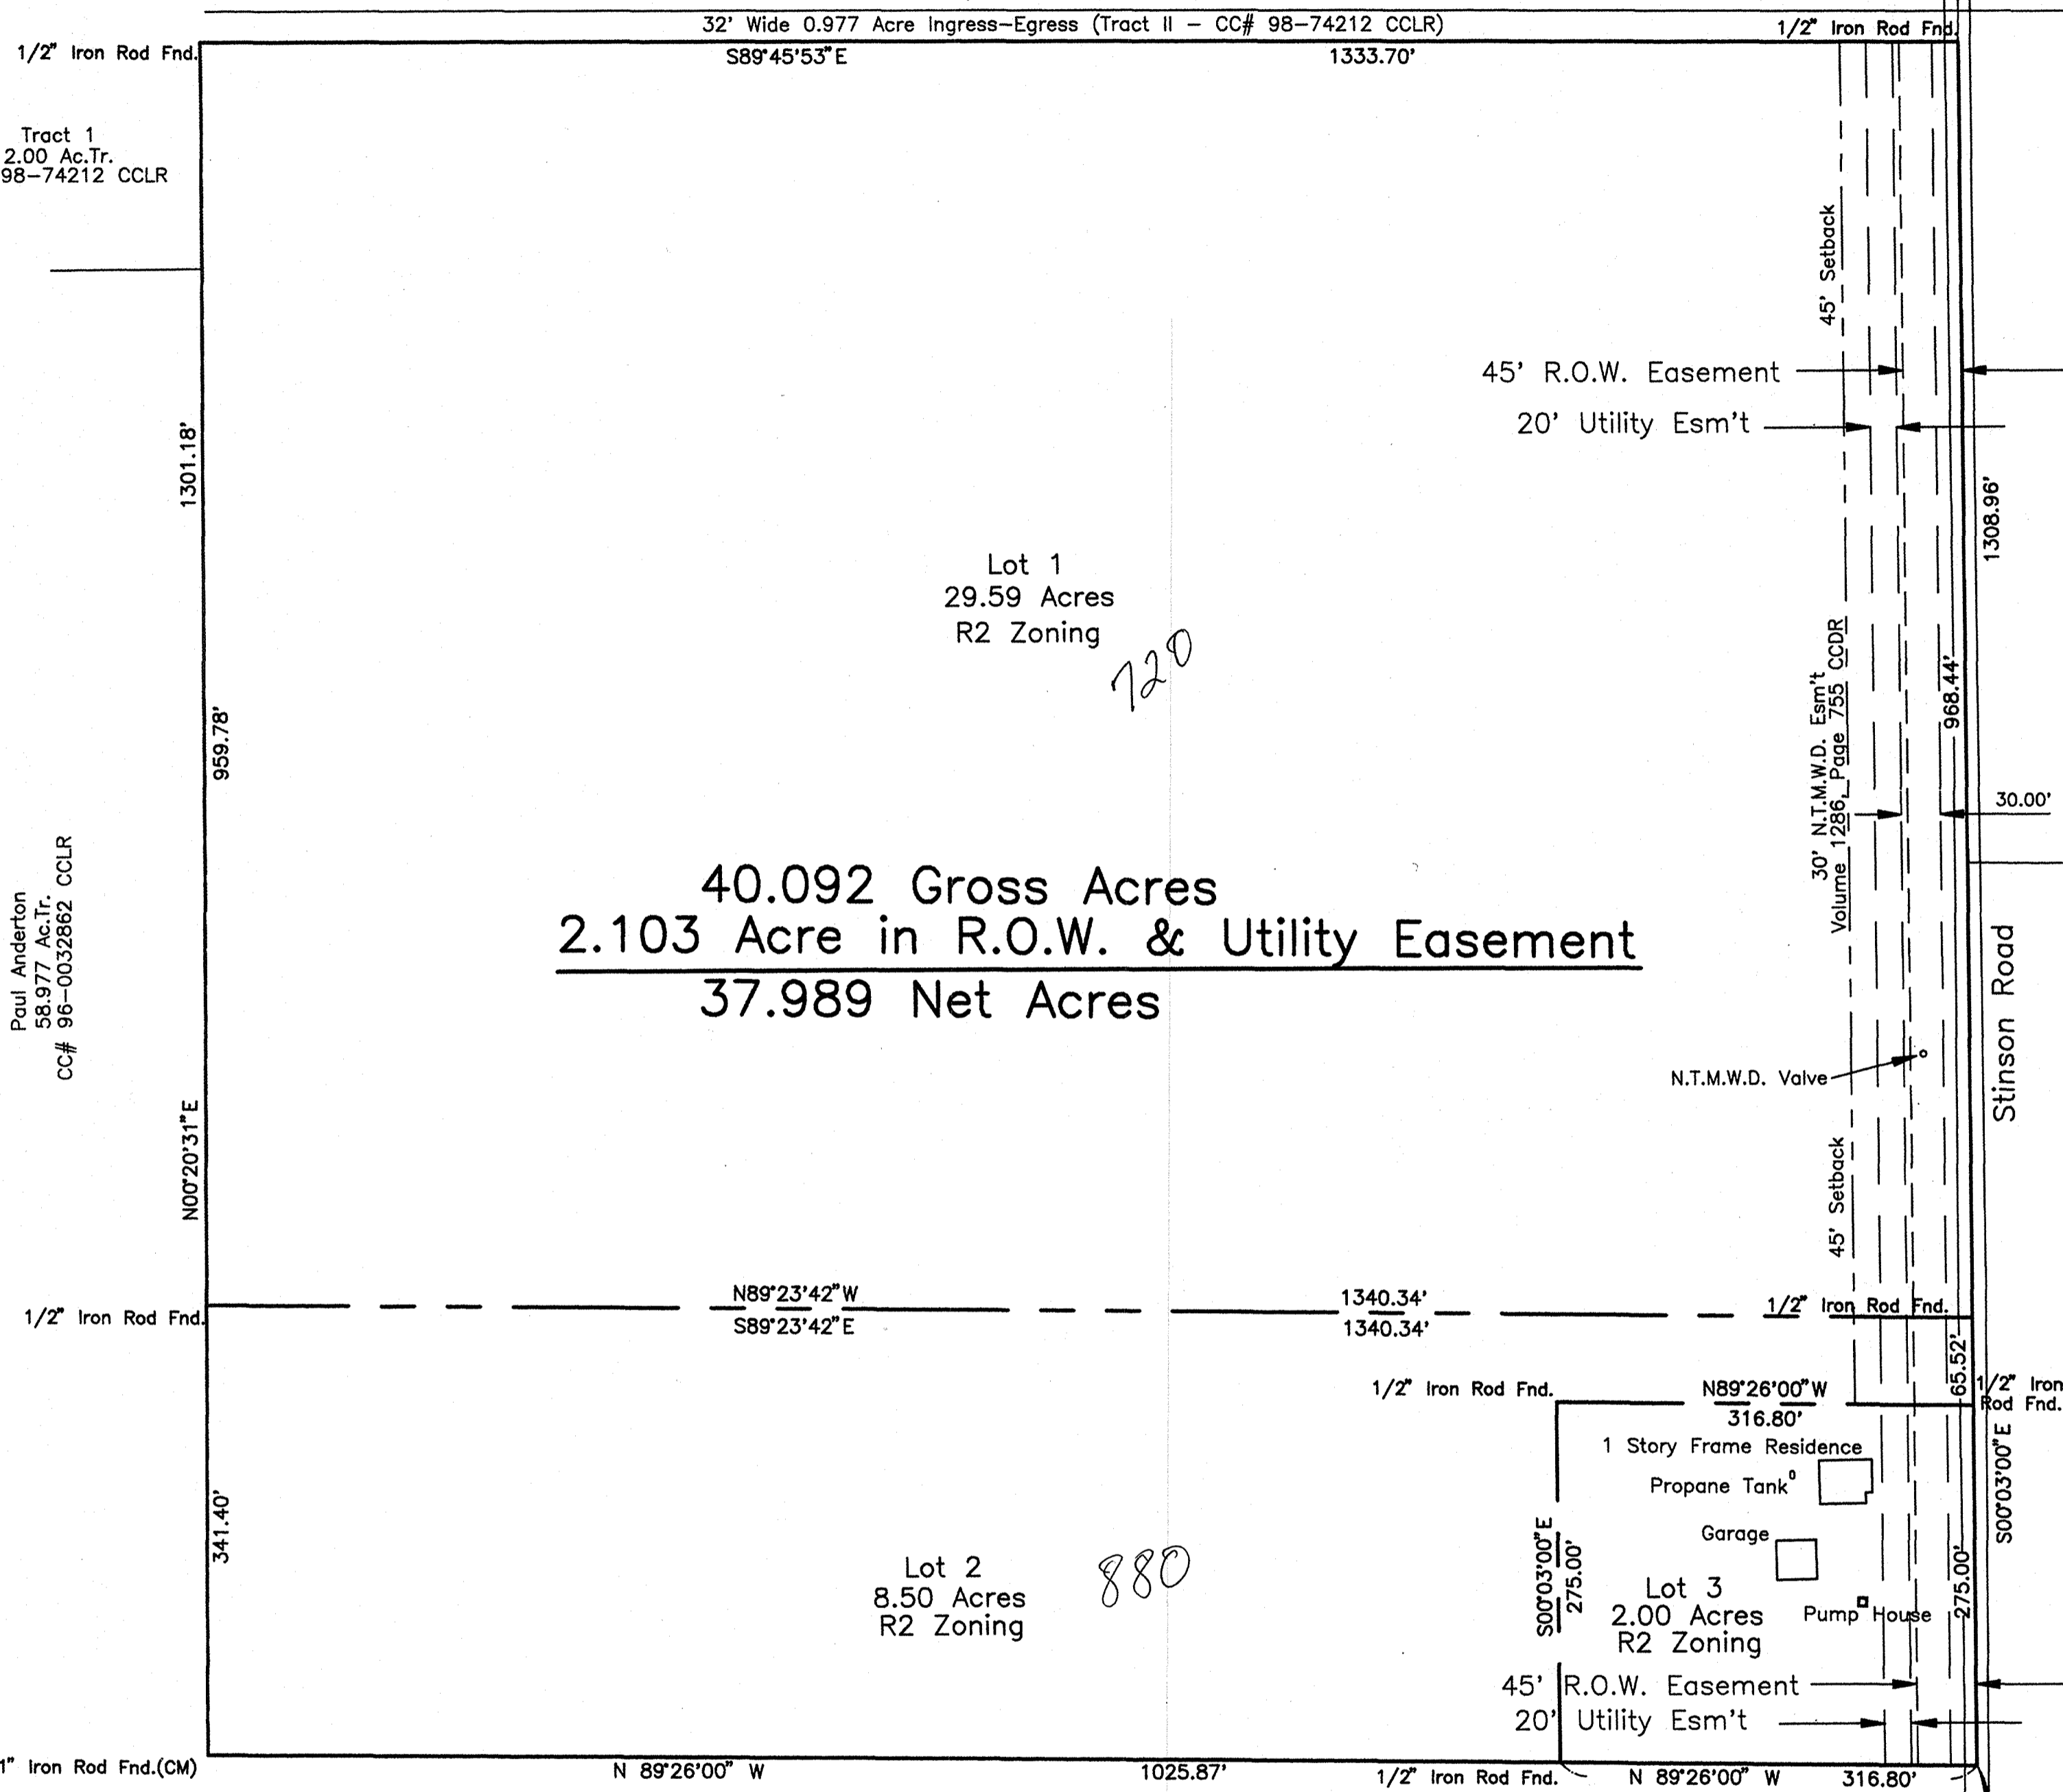 32' Wide 0.977 Acre Ingress-Egress (Tract II - CC# 98-74212 CCLR)
1/2" Iron Rod Fnd.
1/2" Iron Rod Fnd.
S89°45'53"E
1333.70'
Tract 1
2.00 Ac.Tr.
98-74212 CCLR
45' Setback
45' R.O.W. Easement
20' Utility Esm't
1301.18'
1308.96'
Lot 1
29.59 Acres
R2 Zoning
720
959.78'
968.44'
30' N.T.M.W.D. Esm't
Volume 1286, Page 755 CCDR
30.00'
Paul Anderton
58.977 Ac.Tr.
CC# 96-0032862 CCLR
40.092 Gross Acres
2.103 Acre in R.O.W. & Utility Easement
37.989 Net Acres
Stinson Road
N.T.M.W.D. Valve
N00°20'31"E
45' Setback
N89°23'42"W
1340.34'
1/2" Iron Rod Fnd.
1/2" Iron Rod Fnd.
S89°23'42"E
1340.34'
65.52'
1/2" Iron Rod Fnd.
N89°26'00"W
1/2" Iron
Rod Fnd.
316.80'
1 Story Frame Residence
Propane Tank
S00°03'00"E
341.40'
Garage
S00°03'00"E
275.00'
275.00'
Lot 2
8.50 Acres
R2 Zoning
880
Lot 3
2.00 Acres
R2 Zoning
Pump House
45' R.O.W. Easement
20' Utility Esm't
1" Iron Rod Fnd.(CM)
N 89°26'00" W
1025.87'
1/2" Iron Rod Fnd.
N 89°26'00" W
316.80'